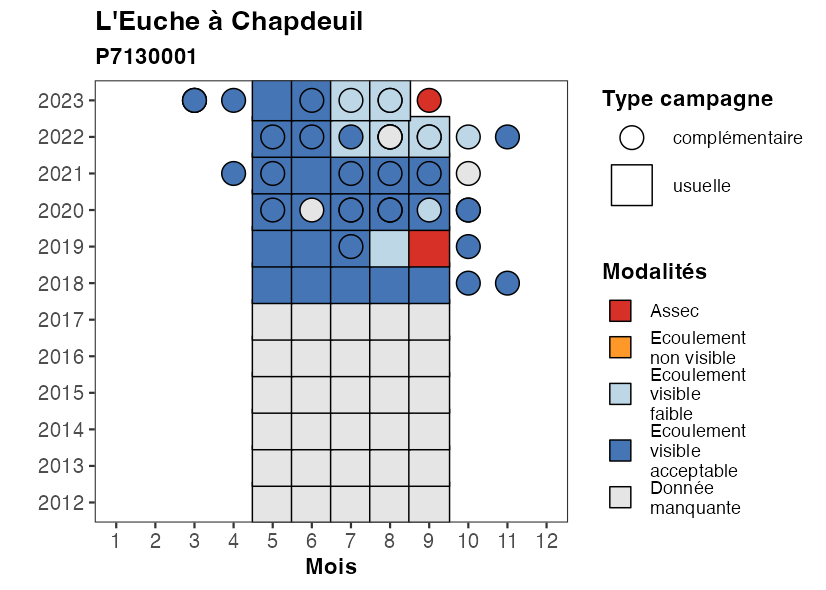 L'Euche à Chapdeuil
P7130001
2023
2022
2021
2020
2019
2018
2017
2016
2015
2014
2013
2012
1 2 3 4 5 6 7 8 9 10 11 12
Mois
Type campagne
complémentaire
usuelle
Modalités
Assec
Ecoulement
non visible
Ecoulement
visible
faible
Ecoulement
visible
acceptable
Donnée
manquante